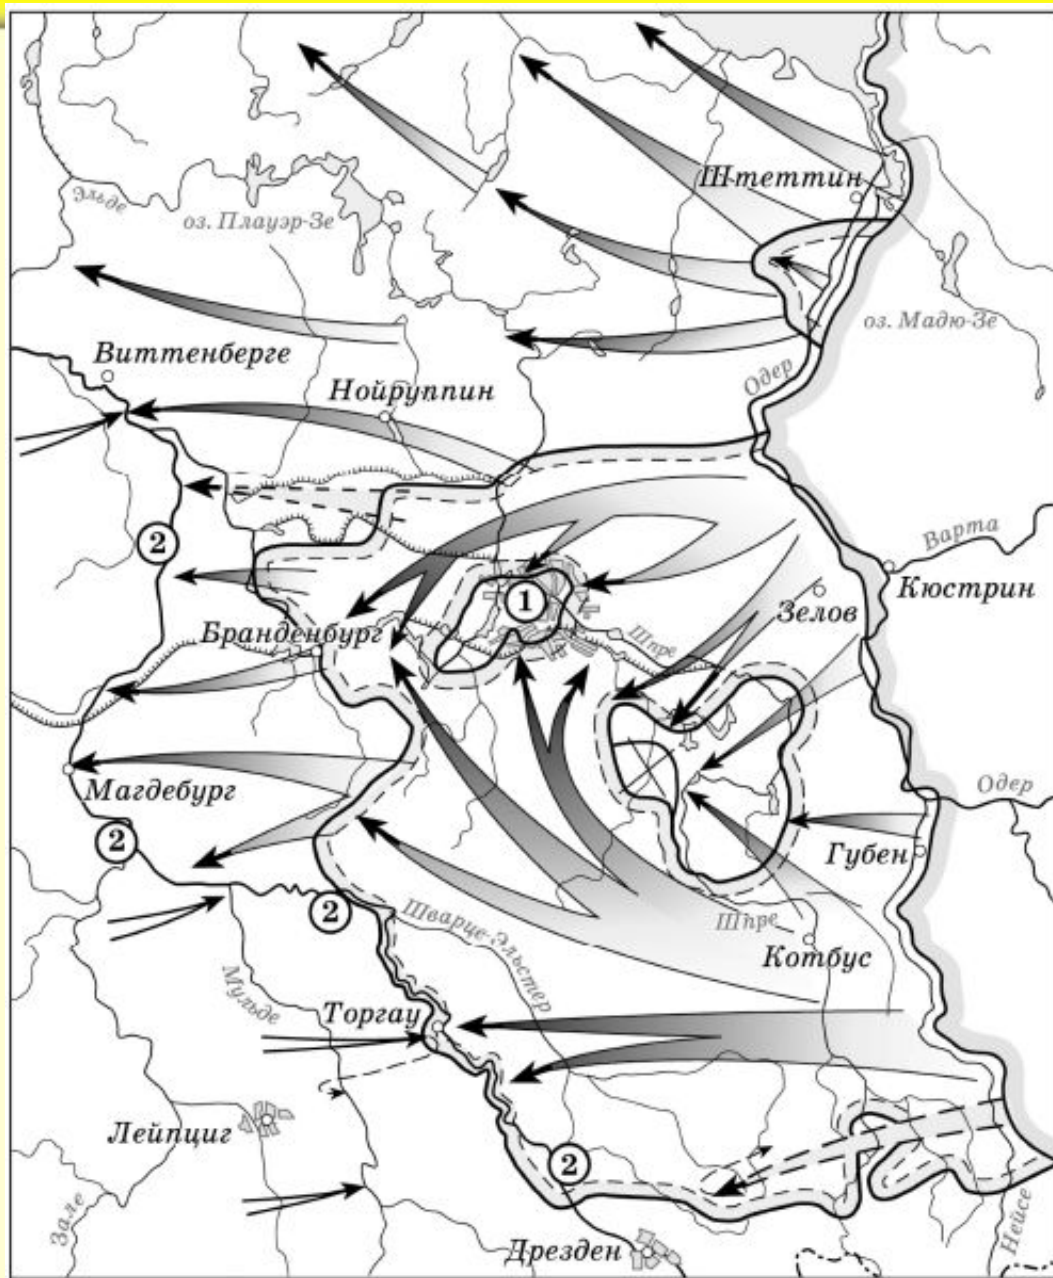 Штеттин
Эльде
оз. Плауэр-Зе
оз. Мадю-Зе
Виттенберге
Одер
Нойруппин
2
Варта
Кюстрин
1
Зелов
Шпре
Бранденбург
Магдебург
Одер
2
Губен
2
Шварце-Эльстер
Шпре
Котбус
Мульде
Торгау
Лейпциг
2
Зале
Нейсе
Дрезден